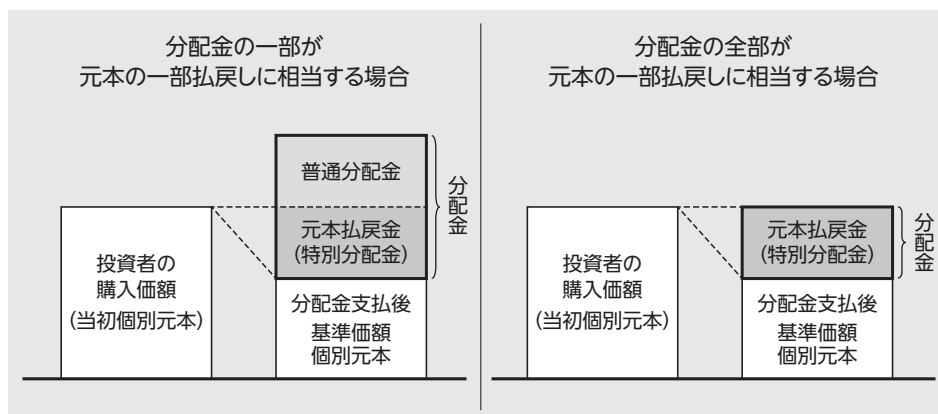 分配金の一部が
元本の一部払戻しに相当する場合
普通分配金
元本払戻金
(特別分配金)
分配金
投資者の
購入価額
(当初個別元本)
分配金支払後
基準価額
個別元本
分配金の全部が
元本の一部払戻しに相当する場合
元本払戻金
(特別分配金)
分配金
投資者の
購入価額
(当初個別元本)
分配金支払後
基準価額
個別元本